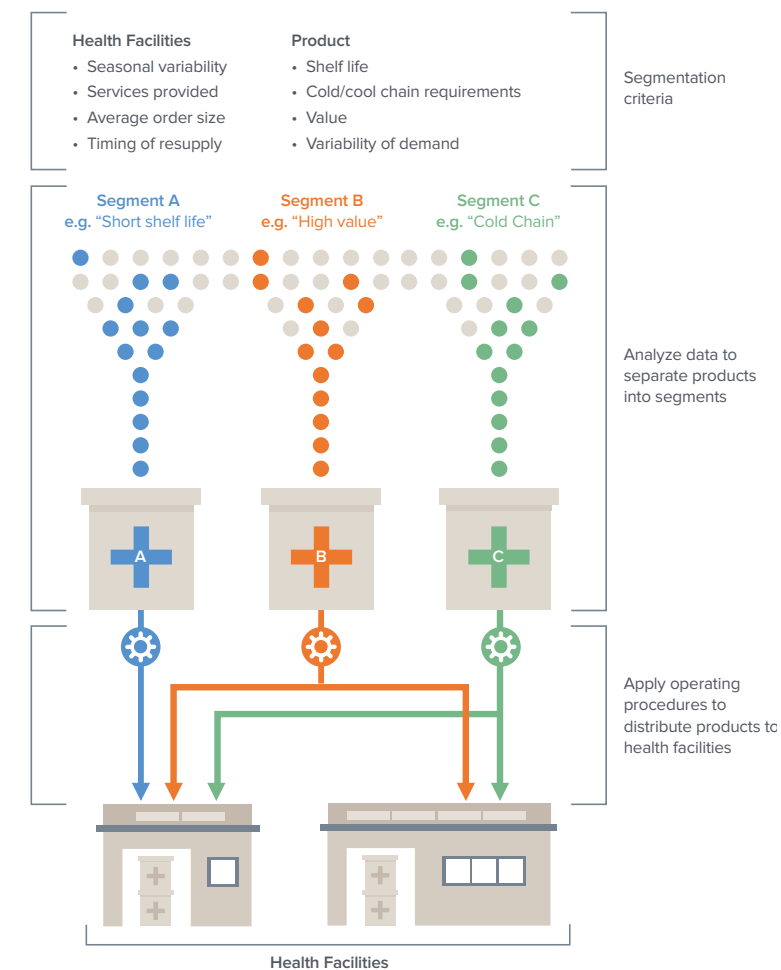 Health Facilities
• Seasonal variability
• Services provided
• Average order size
• Timing of resupply
Product
• Shelf life
• Cold/cool chain requirements
• Value
• Variability of demand
Segmentation
criteria
Segment A
e.g. “Short shelf life”
Segment B
e.g. “High value”
Segment C
e.g. “Cold Chain”
Analyze data to
separate products
into segments
A
B
C
Apply operating
procedures to
distribute products to
health facilities
Health Facilities